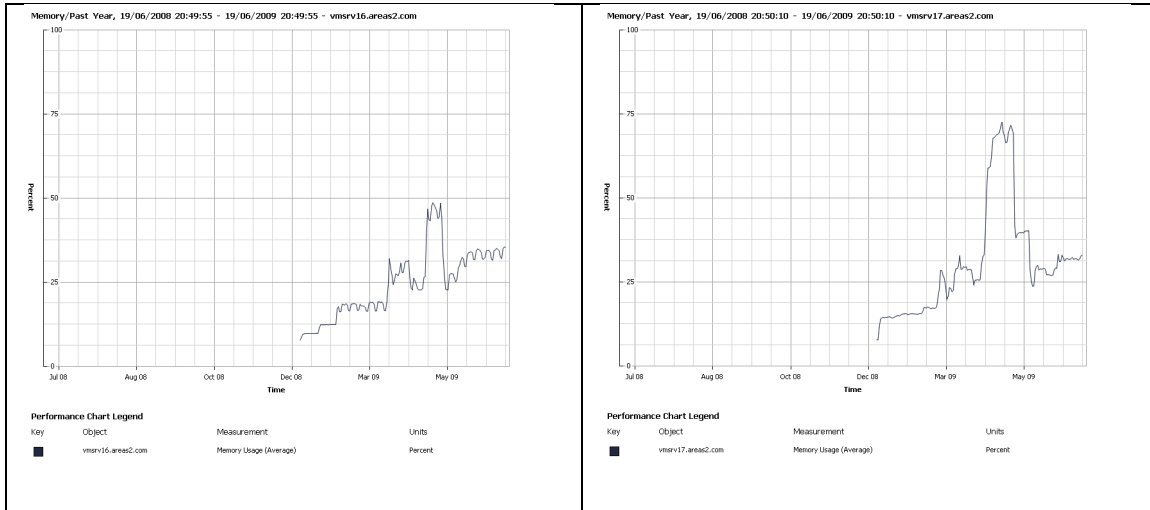 Memory/Past Year, 19/06/2008 20:49:55 - 19/06/2009 20:49:55 - vmsrv16.areas2.com
100
75
Percent
50
25
0
Jul 08 Aug 08 Oct 08 Dec 08 Mar 09 May 09
Time
Performance Chart Legend
Key Object Measurement Units
vmsrv16.areas2.com Memory Usage (Average) Percent
Memory/Past Year, 19/06/2008 20:50:10 - 19/06/2009 20:50:10 - vmsrv17.areas2.com
100
75
Percent
50
25
0
Jul 08 Aug 08 Oct 08 Dec 08 Mar 09 May 09
Time
Performance Chart Legend
Key Object Measurement Units
vmsrv17.areas2.com Memory Usage (Average) Percent